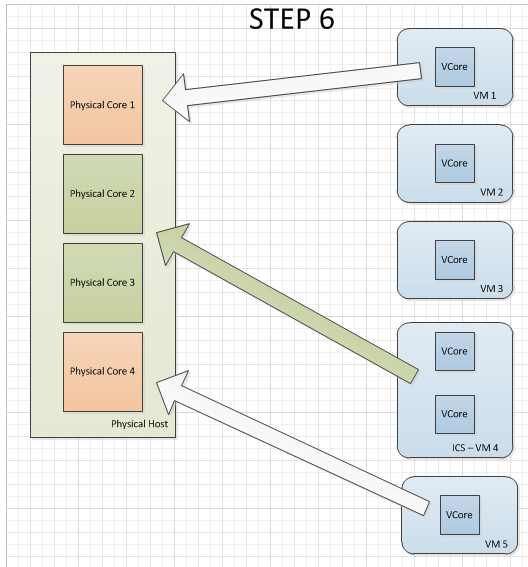 STEP 6
Physical Core 1
Physical Core 2
Physical Core 3
Physical Core 4
Physical Host
VCore
VM 1
VCore
VM 2
VCore
VM 3
VCore
VCore
ICS – VM 4
VCore
VM 5